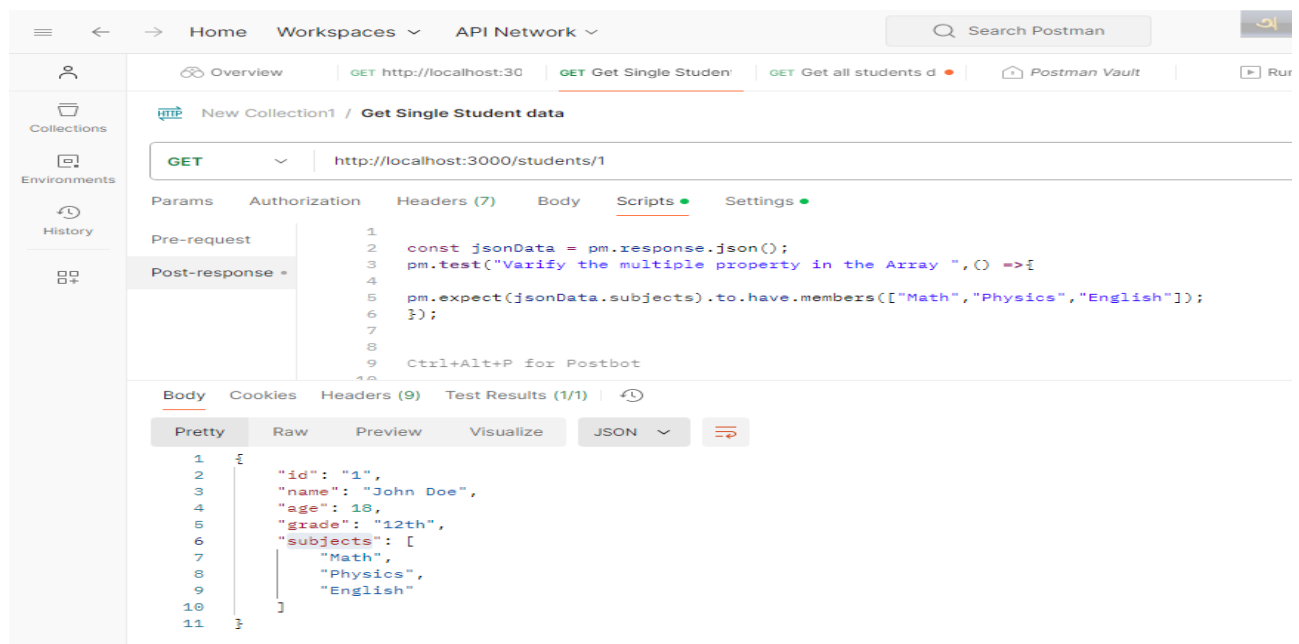 Home Workspaces API Network Search Postman அ
Overview GET http://localhost:30 GET Get Single Studen GET Get all students d Postman Vault Run
HTTP New Collection1 / Get Single Student data
Collections
GET http://localhost:3000/students/1
Environments
Params Authorization Headers (7) Body Scripts Settings
History
Pre-request
Post-response
1
2 const jsonData = pm.response.json();
3 pm.test("Varify the multiple property in the Array ",() =>{
4
5 pm.expect(jsonData.subjects).to.have.members(["Math","Physics","English"]);
6 });
7
8
9 Ctrl+Alt+P for Postbot
10
Body Cookies Headers (9) Test Results (1/1)
Pretty Raw Preview Visualize JSON
1 {
2 "id": "1",
3 "name": "John Doe",
4 "age": 18,
5 "grade": "12th",
6 "subjects": [
7 "Math",
8 "Physics",
9 "English"
10 ]
11 }